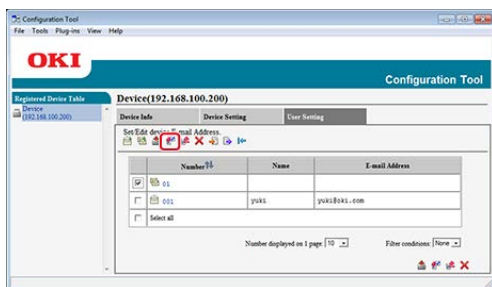 Configuration Tool
File Tools Plug-ins View Help
OKI
Configuration Tool
Registered Device Table
Device
(192.168.100.200)
Device(192.168.100.200)
Device Info Device Setting User Setting
Set/Edit device E-mail Address.
Number Name E-mail Address
01
001 yuki yuki@oki.com
Select all
Number displayed on 1 page: 10 Filter conditions: None